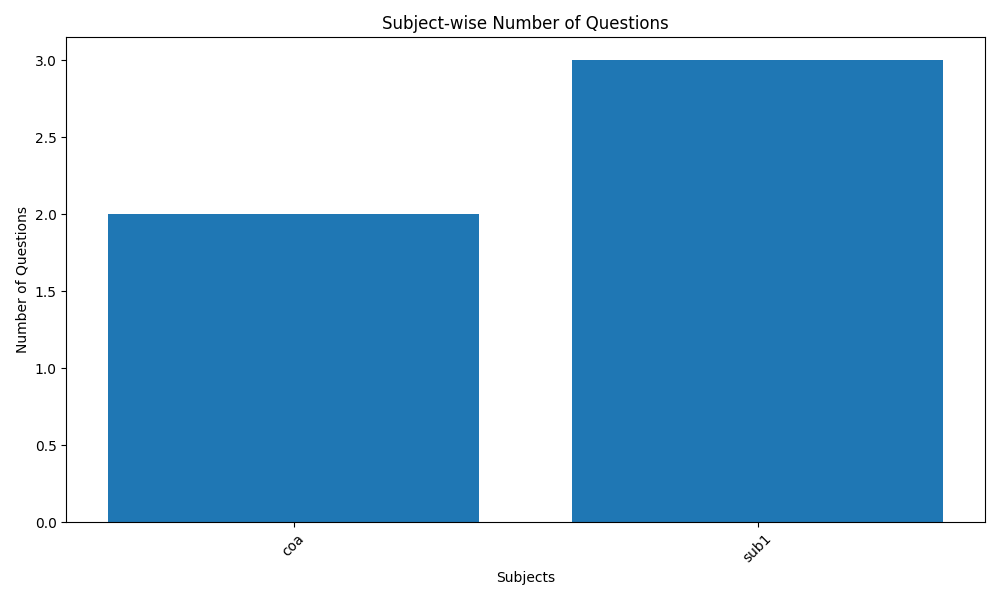 Subject-wise Number of Questions
Number of Questions
3.0
2.5
2.0
1.5
1.0
0.5
0.0
coa
sub1
Subjects